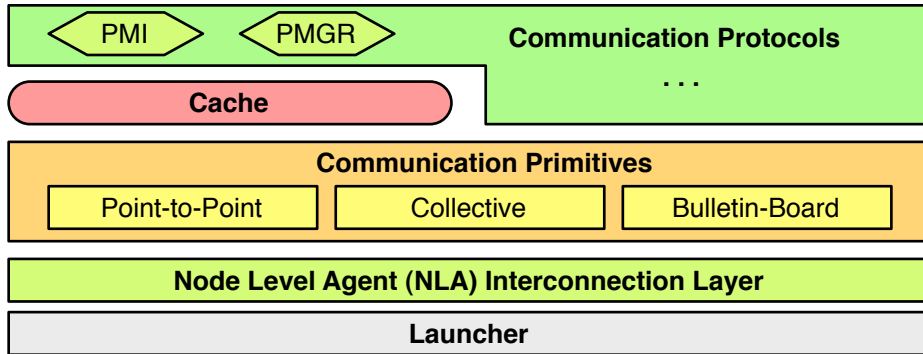 PMI PMGR Communication Protocols
. . .
Cache
Communication Primitives
Point-to-Point Collective Bulletin-Board
Node Level Agent (NLA) Interconnection Layer
Launcher